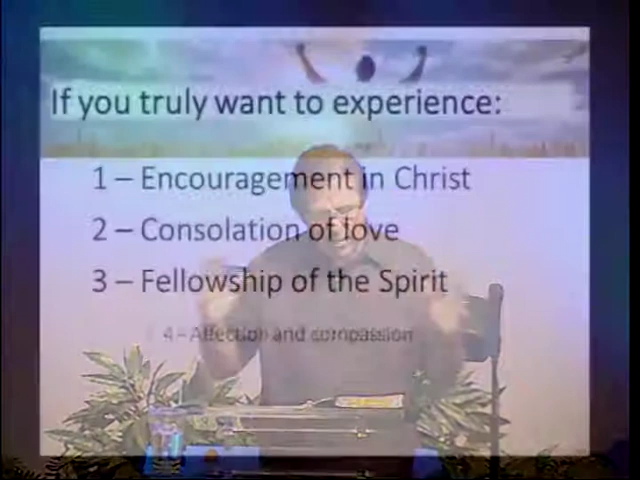 If you truly want to experience:
1 – Encouragement in Christ
2 – Consolation of love
3 – Fellowship of the Spirit
4 – Affection and compassion